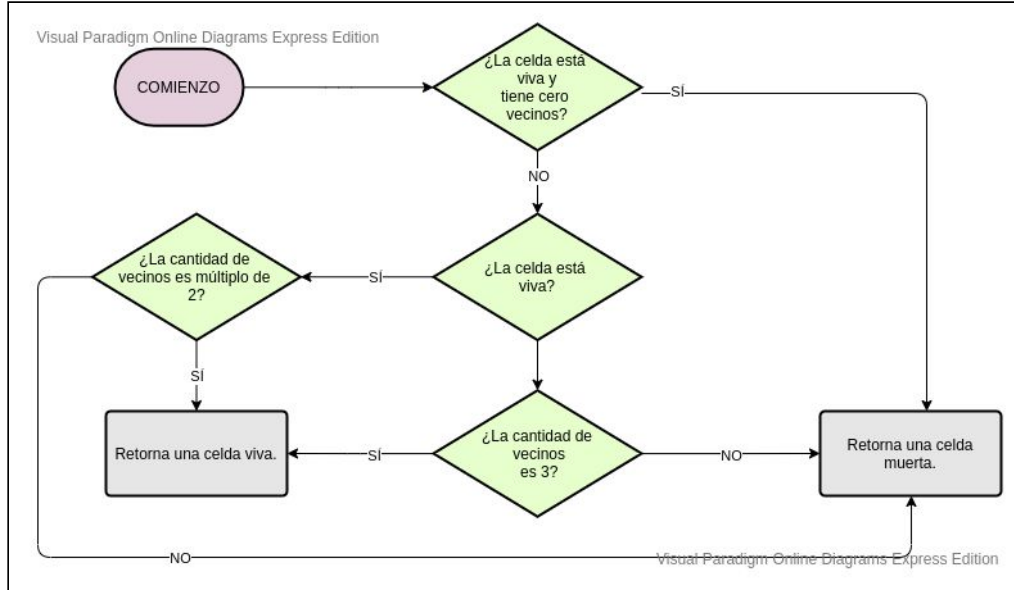 Visual Paradigm Online Diagrams Express Edition
COMIENZO
¿La celda está
viva y
tiene cero
vecinos?
SÍ
NO
¿La cantidad de
vecinos es múltiplo de
2?
SÍ
¿La celda está
viva?
SÍ
Retorna una celda viva.
SÍ
¿La cantidad de
vecinos
es 3?
NO
Retorna una celda
muerta.
NO
Visual Paradigm Online Diagrams Express Edition